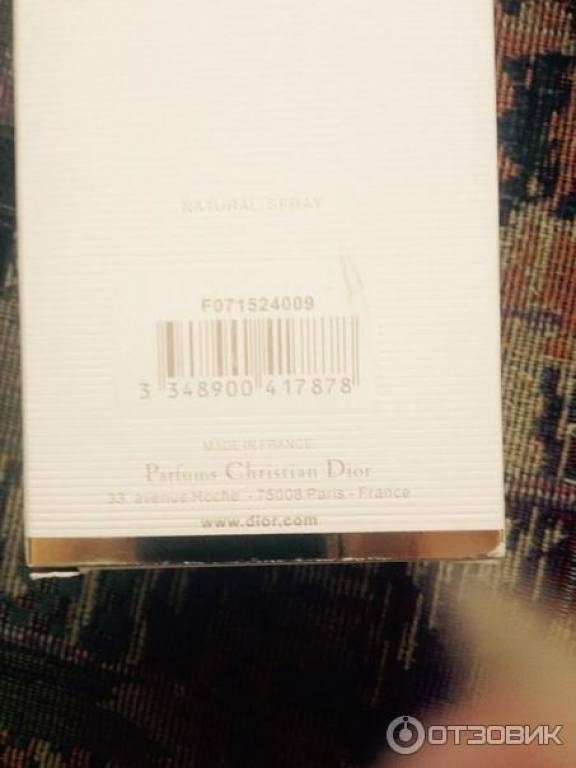 NATURAL SPRAY
F071524009
3 348900 417878
MADE IN FRANCE
Parfums Christian Dior
33, avenue Hoche - 75008 Paris - France
www.dior.com
ОТЗОВИК